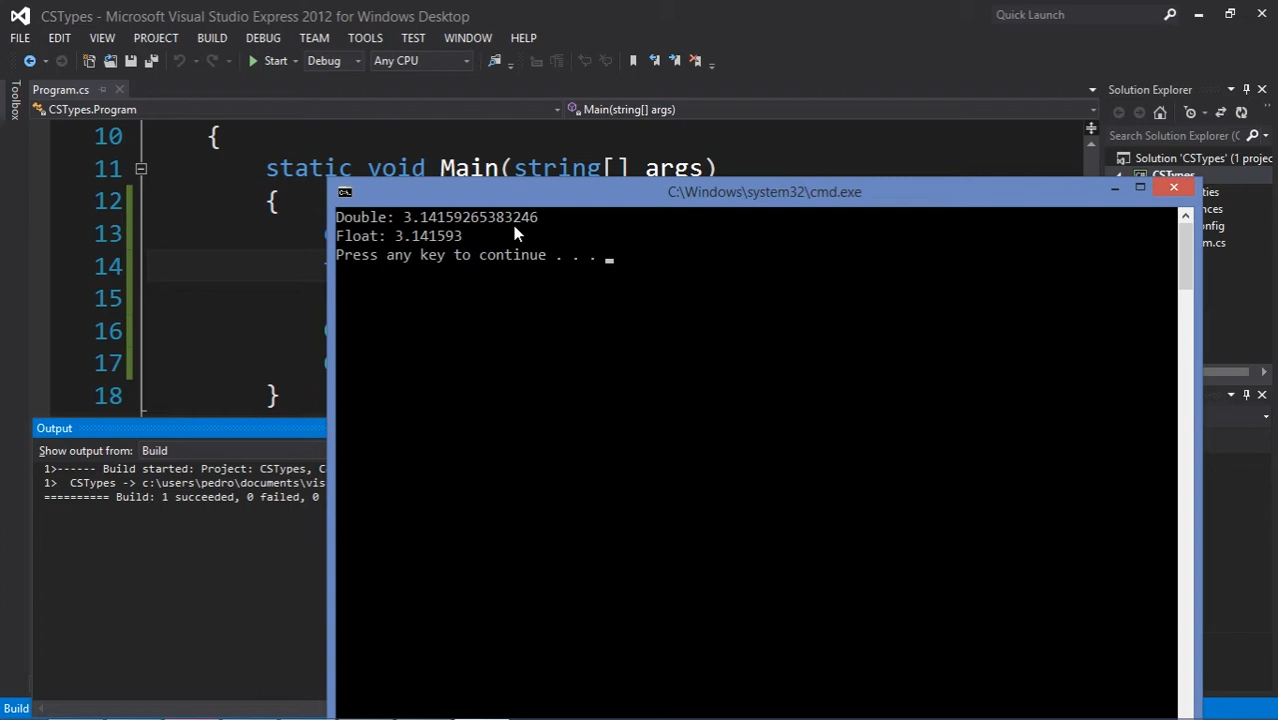 CSTypes - Microsoft Visual Studio Express 2012 for Windows Desktop
Quick Launch
FILE EDIT VIEW PROJECT BUILD DEBUG TEAM TOOLS TEST WINDOW HELP
Start Debug Any CPU
Toolbox
Program.cs
Solution Explorer
CSTypes.Program
Main(string[] args)
Search Solution Explorer (C
10 {
Solution 'CSTypes' (1 projec
11 static void Main(string[] args)
CSTypes
C:\Windows\system32\cmd.exe
12 {
Double: 3.14159265383246
Float: 3.141593
Press any key to continue . . .
13
14
15
16
17
18 }
Output
Show output from: Build
1>------ Build started: Project: CSTypes, C
1> CSTypes -> c:\users\pedro\documents\vis
========== Build: 1 succeeded, 0 failed, 0
Build